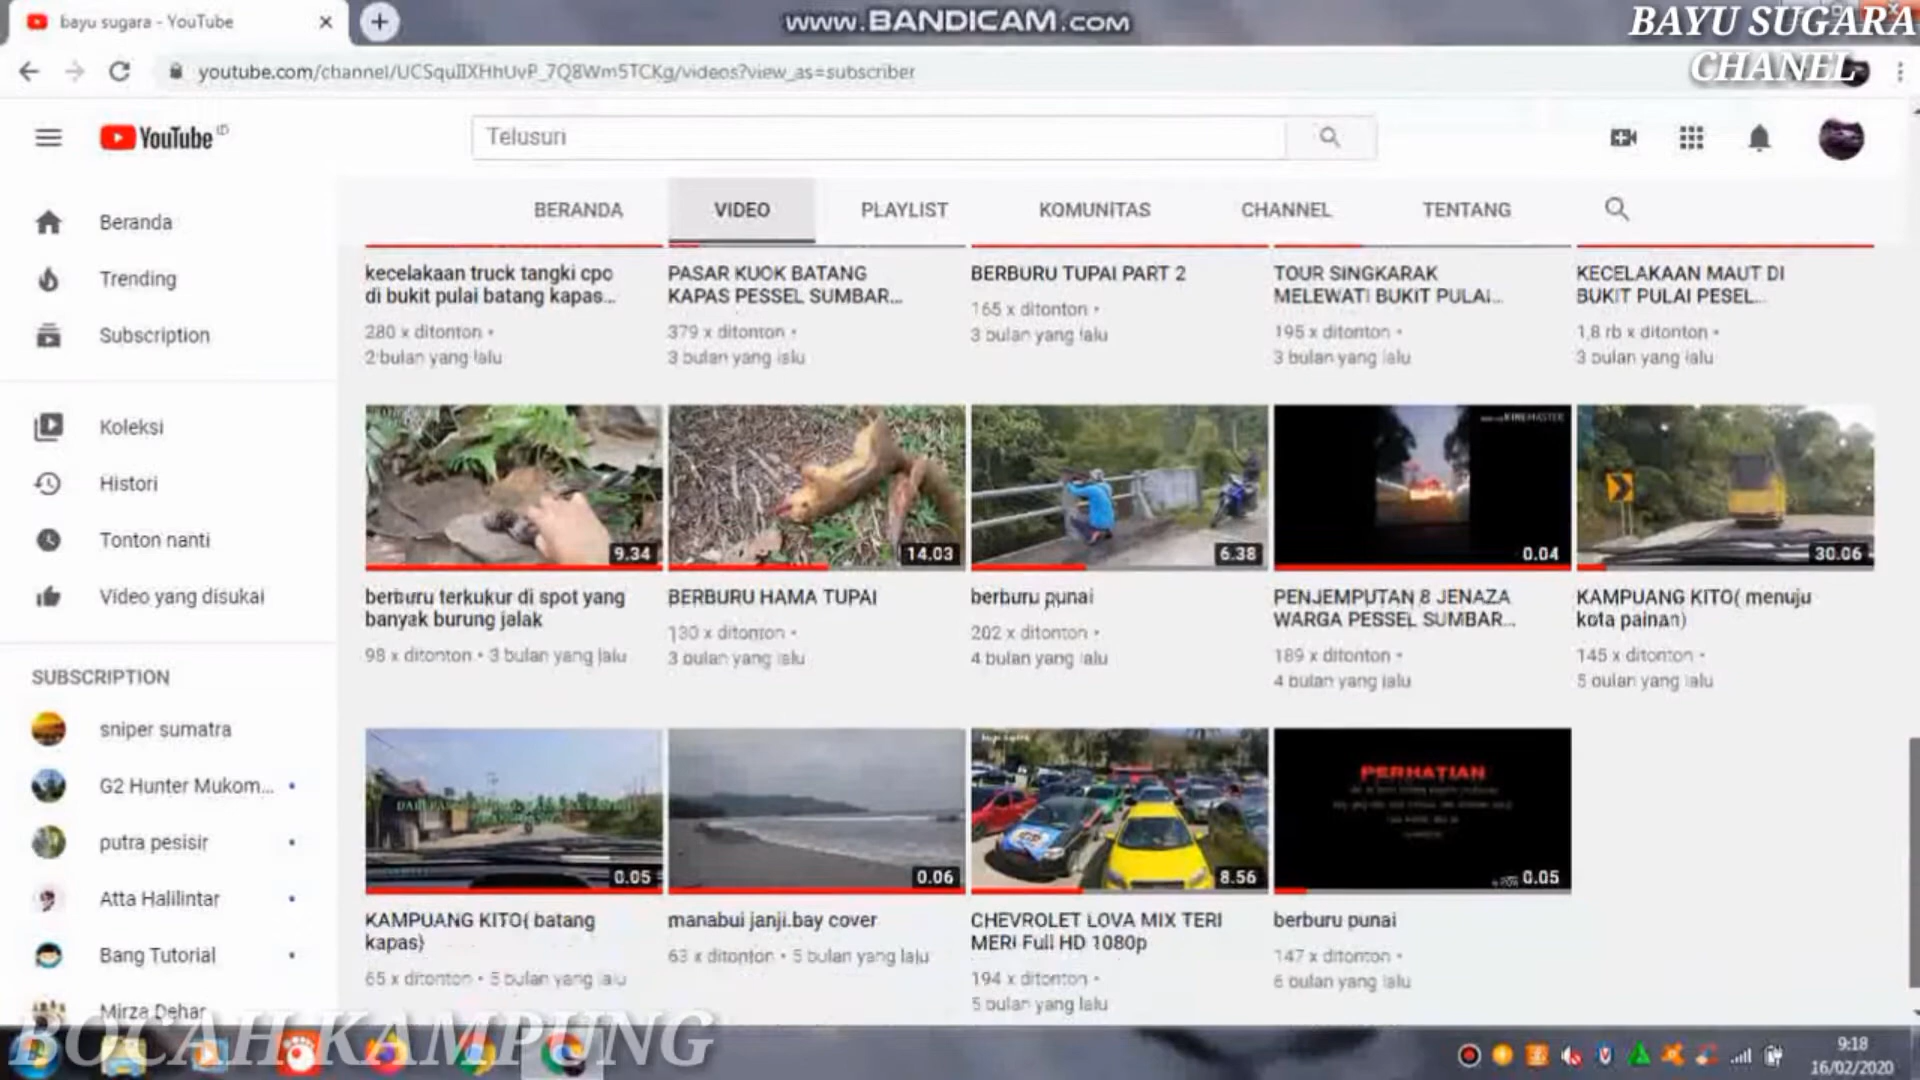 bayu sugara - YouTube
www.BANDICAM.com
BAYU SUGARA
CHANEL
youtube.com/channel/UCSquIIXHhUvP_7Q8Wm5TCKg/videos?view_as=subscriber
YouTube ID
Telusuri
BERANDA VIDEO PLAYLIST KOMUNITAS CHANNEL TENTANG
Beranda
Trending
Subscription
Koleksi
Histori
Tonton nanti
Video yang disukai
SUBSCRIPTION
sniper sumatra
G2 Hunter Mukom...
putra pesisir
Atta Halilintar
Bang Tutorial
Mirza Dehar
kecelakaan truck tangki cpo
di bukit pulai batang kapas...
280 x ditonton •
2 bulan yang lalu
PASAR KUOK BATANG
KAPAS PESSEL SUMBAR...
379 x ditonton •
3 bulan yang lalu
BERBURU TUPAI PART 2
165 x ditonton •
3 bulan yang lalu
TOUR SINGKARAK
MELEWATI BUKIT PULAI...
195 x ditonton •
3 bulan yang lalu
KECELAKAAN MAUT DI
BUKIT PULAI PESEL...
1,8 rb x ditonton •
3 bulan yang lalu
9.34
berburu terkukur di spot yang
banyak burung jalak
98 x ditonton • 3 bulan yang lalu
14.03
BERBURU HAMA TUPAI
130 x ditonton •
3 bulan yang lalu
6.38
berburu punai
202 x ditonton •
4 bulan yang lalu
KINEMASTER
0.04
PENJEMPUTAN 8 JENAZA
WARGA PESSEL SUMBAR...
189 x ditonton •
4 bulan yang lalu
30.06
KAMPUANG KITO( menuju
kota painan)
145 x ditonton •
5 bulan yang lalu
0.05
KAMPUANG KITO( batang
kapas)
65 x ditonton • 5 bulan yang lalu
0.06
manabui janji.bay cover
63 x ditonton • 5 bulan yang lalu
8.56
CHEVROLET LOVA MIX TERI
MERI Full HD 1080p
194 x ditonton •
5 bulan yang lalu
PERHATIAN
0.05
berburu punai
147 x ditonton •
6 bulan yang lalu
BOCAH KAMPUNG
9:18
16/02/2020